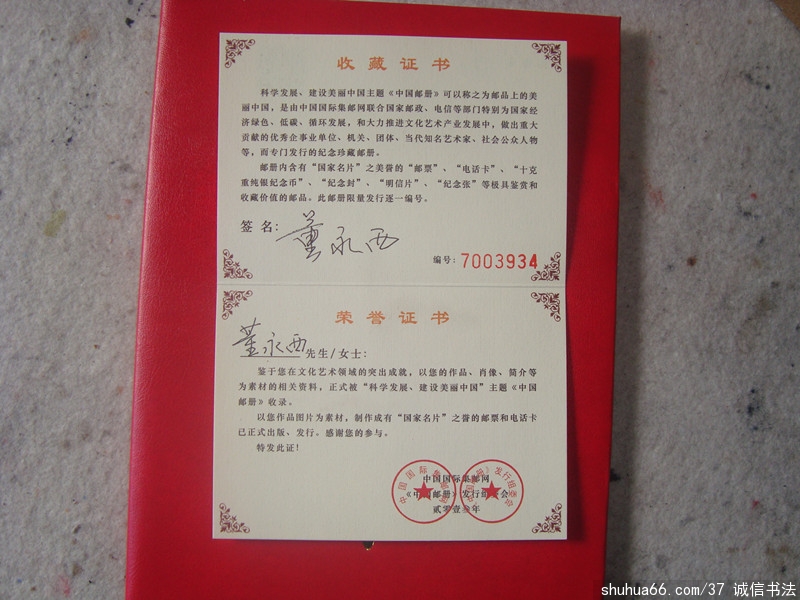 收藏证书
科学发展、建设美丽中国主题《中国邮册》可以称之为邮品上的美
丽中国，是由中国国际集邮网联合国家邮政、电信等部门特别为国家经
济绿色、低碳、循环发展，和大力推进文化艺术产业发展中，做出重大
贡献的优秀企事业单位、机关、团体、当代知名艺术家、社会公众人物
等，而专门发行的纪念珍藏邮册。
邮册内含有“国家名片”之美誉的“邮票”、“电话卡”、“十克
重纯银纪念币”、“纪念封”、“明信片”、“纪念张”等极具鉴赏和
收藏价值的邮品。此邮册限量发行逐一编号。
签名：董永西
编号：7003934
荣誉证书
董永西先生/女士：
鉴于您在文化艺术领域的突出成就，以您的作品、肖像、简介等
为素材的相关资料，正式被“科学发展、建设美丽中国”主题《中国
邮册》收录。
以您作品图片为素材，制作成有“国家名片”之誉的邮票和电话卡
已正式出版、发行。感谢您的参与。
特发此证！
中国国际集邮网
《中国邮册》发行组委会
贰零壹叁年
shuhua66.com/37 诚信书法